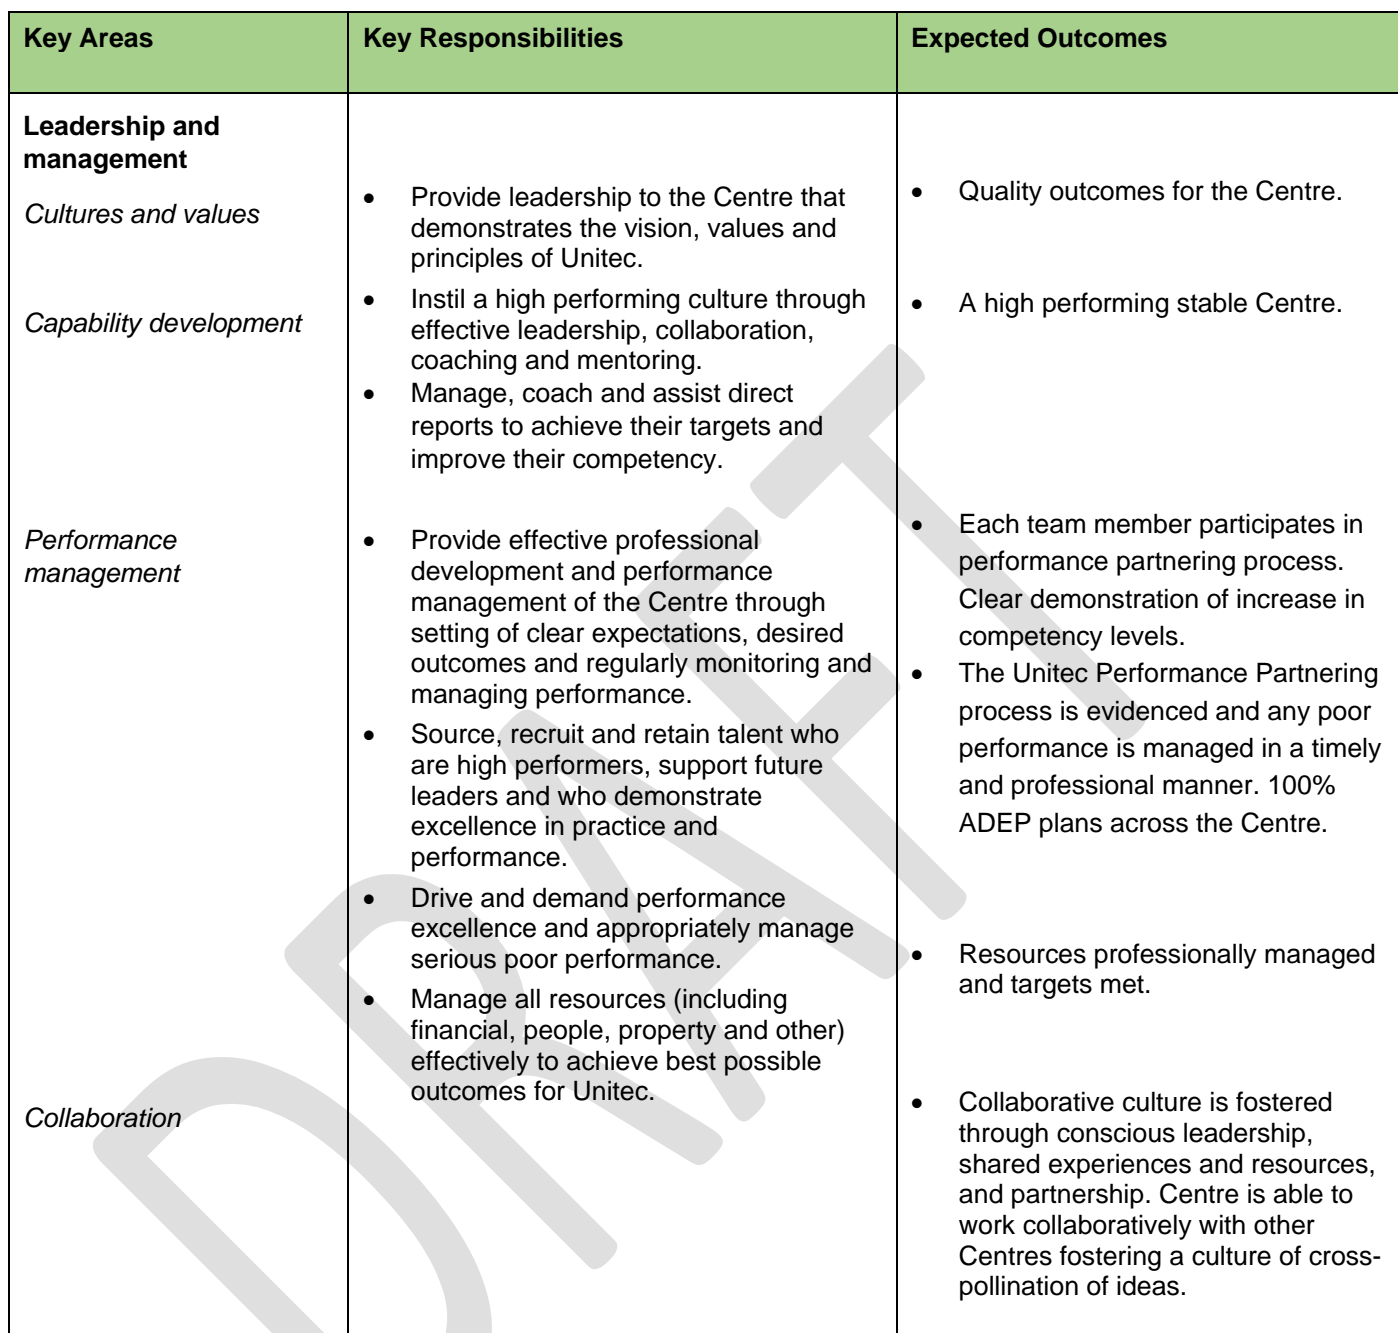 Key Areas
Key Responsibilities
Expected Outcomes
Leadership and
management
Cultures and values
Capability development
Performance
management
Collaboration
• Provide leadership to the Centre that
demonstrates the vision, values and
principles of Unitec.
• Instil a high performing culture through
effective leadership, collaboration,
coaching and mentoring.
• Manage, coach and assist direct
reports to achieve their targets and
improve their competency.
• Provide effective professional
development and performance
management of the Centre through
setting of clear expectations, desired
outcomes and regularly monitoring and
managing performance.
• Source, recruit and retain talent who
are high performers, support future
leaders and who demonstrate
excellence in practice and
performance.
• Drive and demand performance
excellence and appropriately manage
serious poor performance.
• Manage all resources (including
financial, people, property and other)
effectively to achieve best possible
outcomes for Unitec.
• Quality outcomes for the Centre.
• A high performing stable Centre.
• Each team member participates in
performance partnering process.
Clear demonstration of increase in
competency levels.
• The Unitec Performance Partnering
process is evidenced and any poor
performance is managed in a timely
and professional manner. 100%
ADEP plans across the Centre.
• Resources professionally managed
and targets met.
• Collaborative culture is fostered
through conscious leadership,
shared experiences and resources,
and partnership. Centre is able to
work collaboratively with other
Centres fostering a culture of cross-
pollination of ideas.
DRAFT